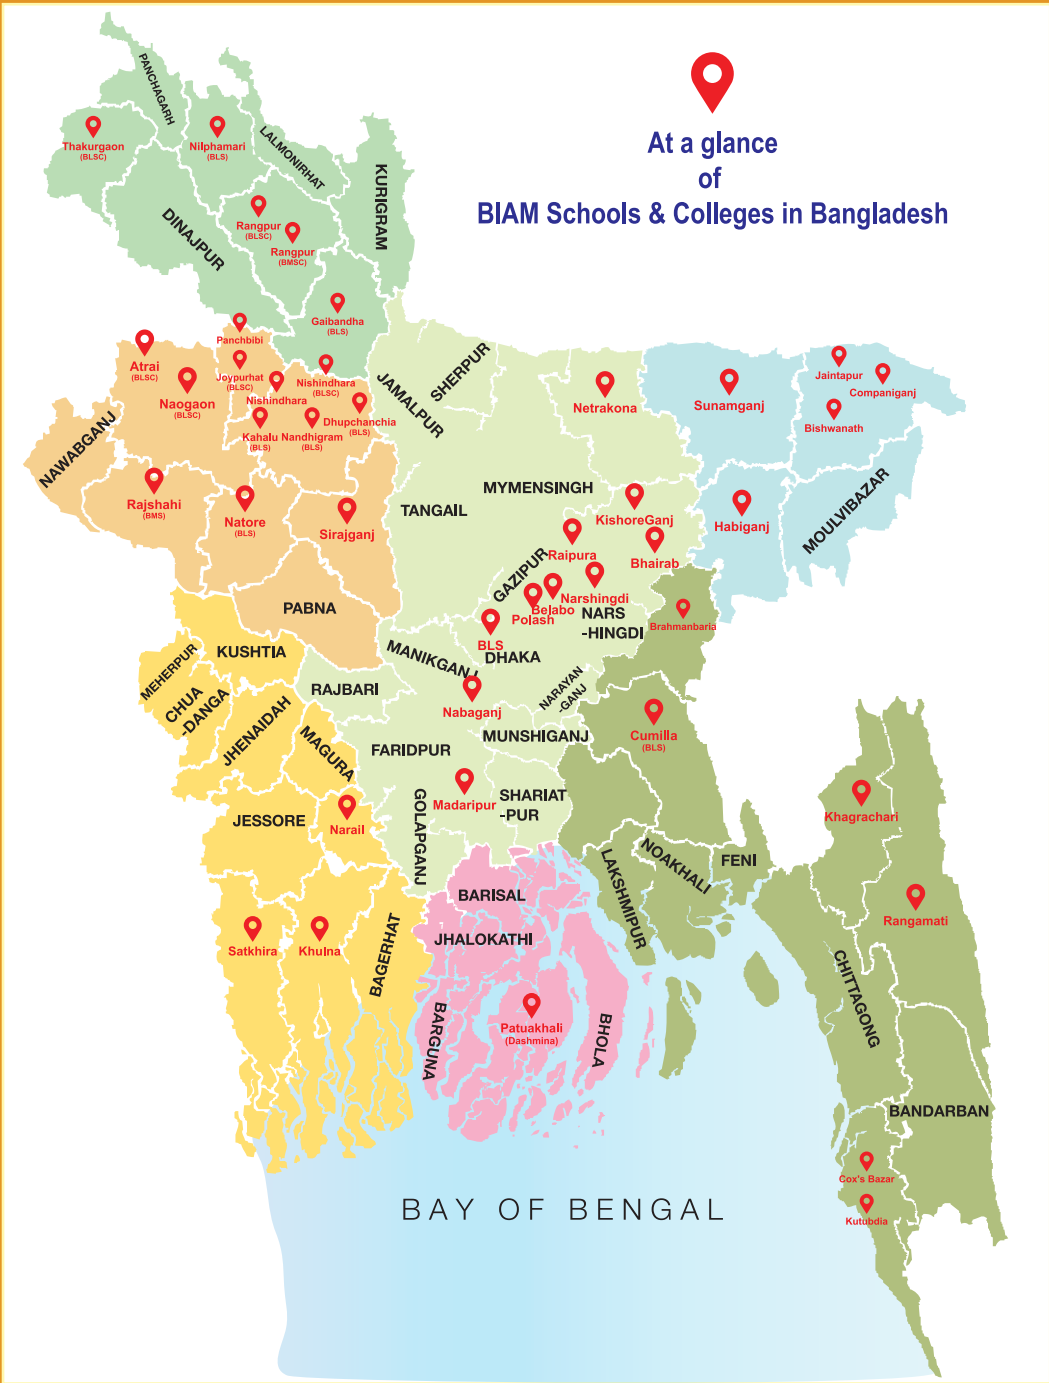 At a glance
of
BIAM Schools & Colleges in Bangladesh
PANCHAGARH
Thakurgaon
(BLSC)
Nilphamari
(BLS)
LALMONIRHAT
KURIGRAM
DINAJPUR
Rangpur
(BLSC)
Rangpur
(BMSC)
Gaibandha
(BLS)
Panchbibi
Atrai
(BLSC)
Joypurhat
(BLSC)
Nishindhara
(BLSC)
Naogaon
(BLSC)
Nishindhara
Dhupchanchia
(BLS)
Kahalu
(BLS)
Nandhigram
(BLS)
NAWABGANJ
Rajshahi
(BMS)
Natore
(BLS)
Sirajganj
PABNA
SHERPUR
JAMALPUR
Netrakona
Sunamganj
Jaintapur
Companiganj
Bishwanath
MYMENSINGH
TANGAIL
KishoreGanj
Habiganj
MOULVIBAZAR
Raipura
Bhairab
GAZIPUR
Narshingdi
Belabo
Polash
NARS
-HINGDI
Brahmanbaria
BLS
DHAKA
MANIKGANJ
KUSHTIA
MEHERPUR
CHUA
-DANGA
RAJBARI
NARAYAN
-GANJ
Nabaganj
JHENAIDAH
MAGURA
MUNSHIGANJ
Cumilla
(BLS)
FARIDPUR
Madaripur
SHARIAT
-PUR
GOLAPGANJ
JESSORE
Narail
Khagrachari
LAKSHMIPUR
NOAKHALI
FENI
BARISAL
Rangamati
Satkhira
Khulna
BAGERHAT
JHALOKATHI
CHITTAGONG
Patuakhali
(Dashmina)
BARGUNA
BHOLA
BANDARBAN
Cox's Bazar
Kutubdia
BAY OF BENGAL